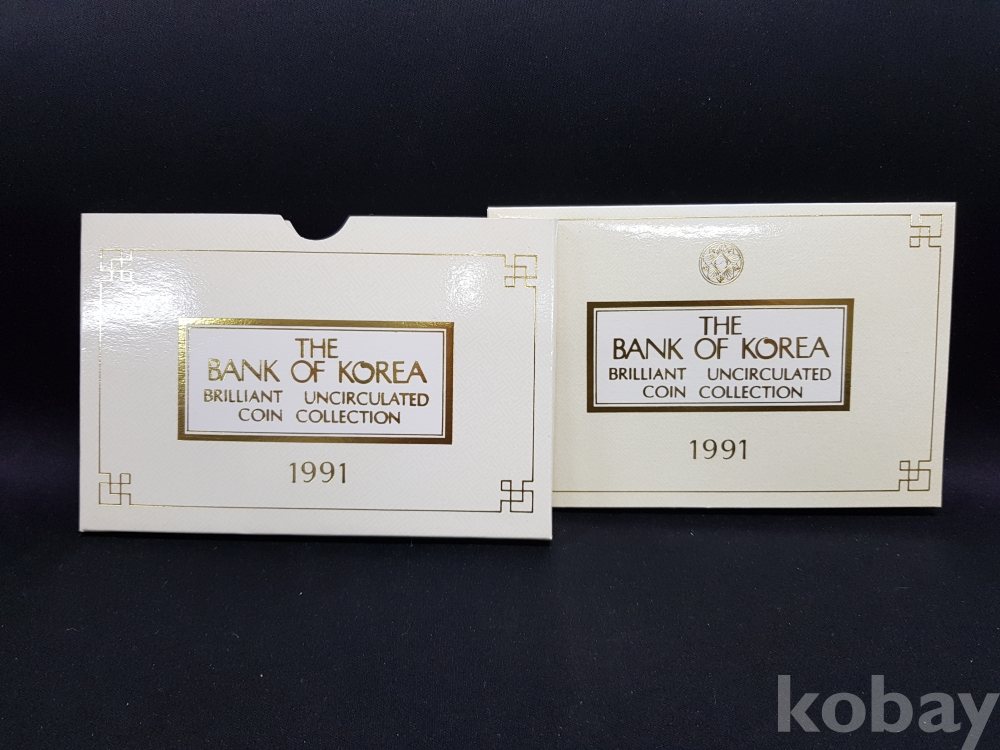 THE
BANK OF KOREA
BRILLIANT UNCIRCULATED
COIN COLLECTION
1991
THE
BANK OF KOREA
BRILLIANT UNCIRCULATED
COIN COLLECTION
1991
kobay